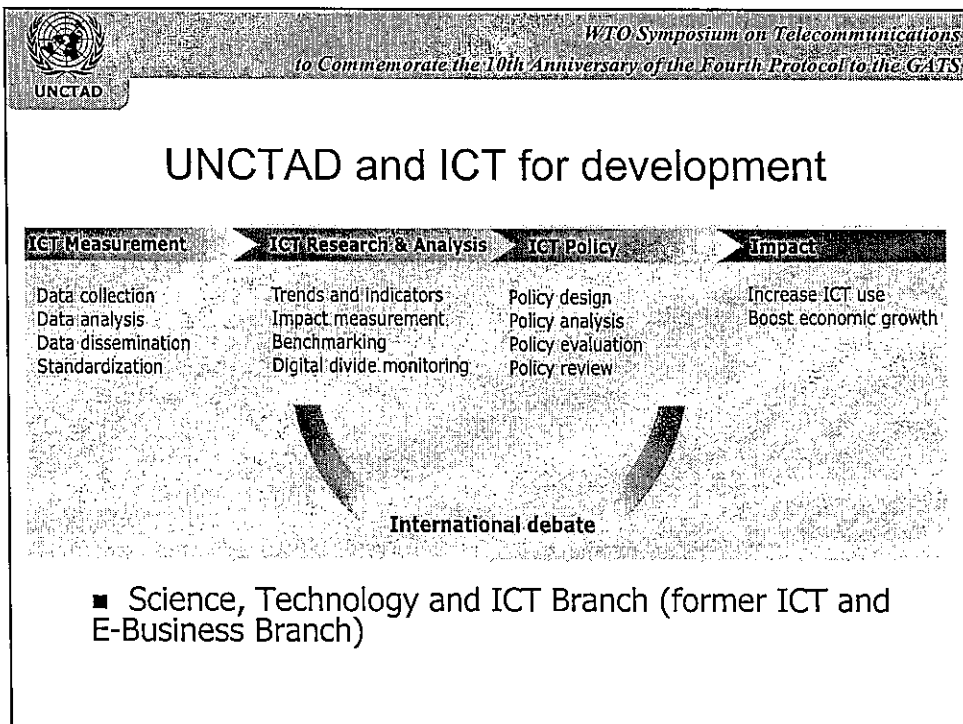 WTO Symposium on Telecommunications
to Commemorate the 10th Anniversary of the Fourth Protocol to the GATS
UNCTAD
UNCTAD and ICT for development
ICT Measurement
Data collection
Data analysis
Data dissemination
Standardization
ICT Research & Analysis
Trends and indicators
Impact measurement
Benchmarking
Digital divide monitoring
ICT Policy
Policy design
Policy analysis
Policy evaluation
Policy review
Impact
Increase ICT use
Boost economic growth
International debate
■ Science, Technology and ICT Branch (former ICT and
E-Business Branch)